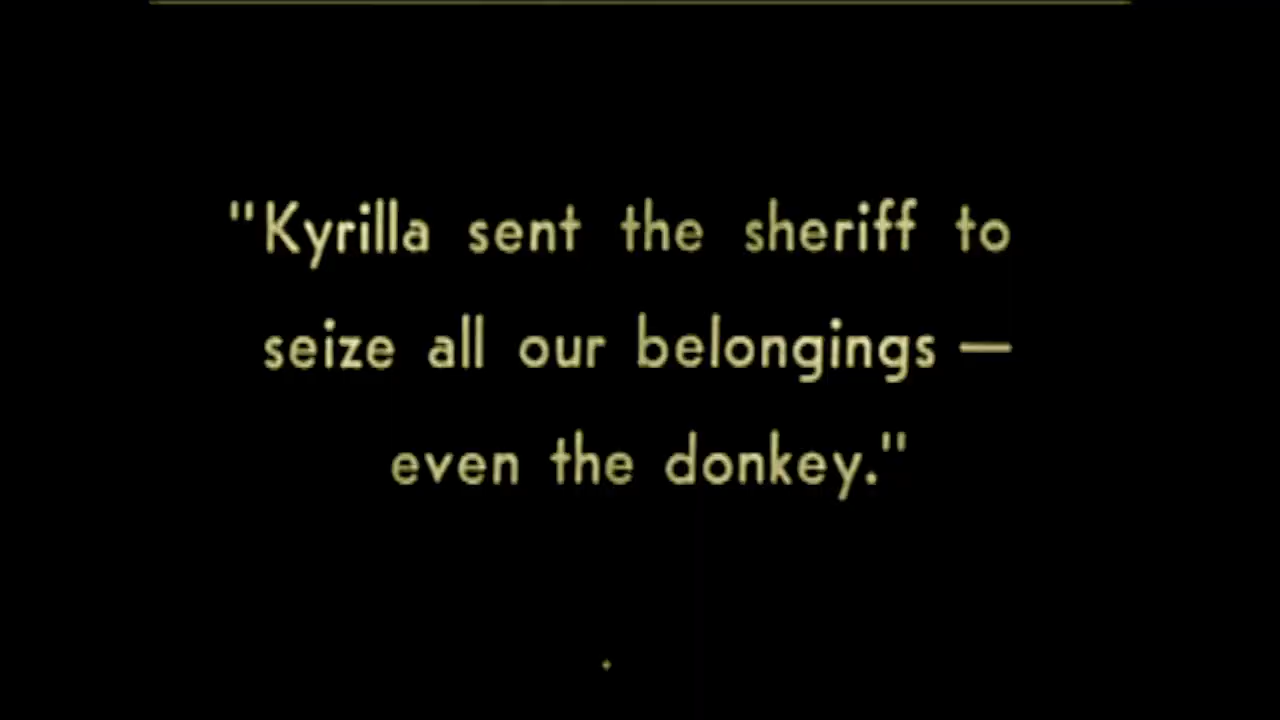 "Kyrilla sent the sheriff to
seize all our belongings —
even the donkey."